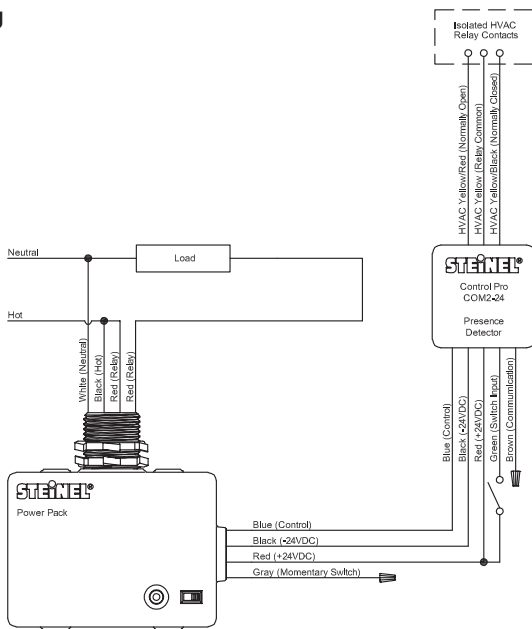 Isolated HVAC
Relay Contacts
HVAC Yellow/Red (Normally Open)
HVAC Yellow (Relay Common)
HVAC Yellow/Black (Normally Closed)
Neutral
Load
Hot
STEINEL®
Control Pro
COM2-24
Presence
Detector
White (Neutral)
Black (Hot)
Red (Relay)
Red (Relay)
Blue (Control)
Black (-24VDC)
Red (+24VDC)
Green (Switch Input)
Brown (Communication)
STEINEL®
Power Pack
Blue (Control)
Black (-24VDC)
Red (+24VDC)
Gray (Momentary Switch)